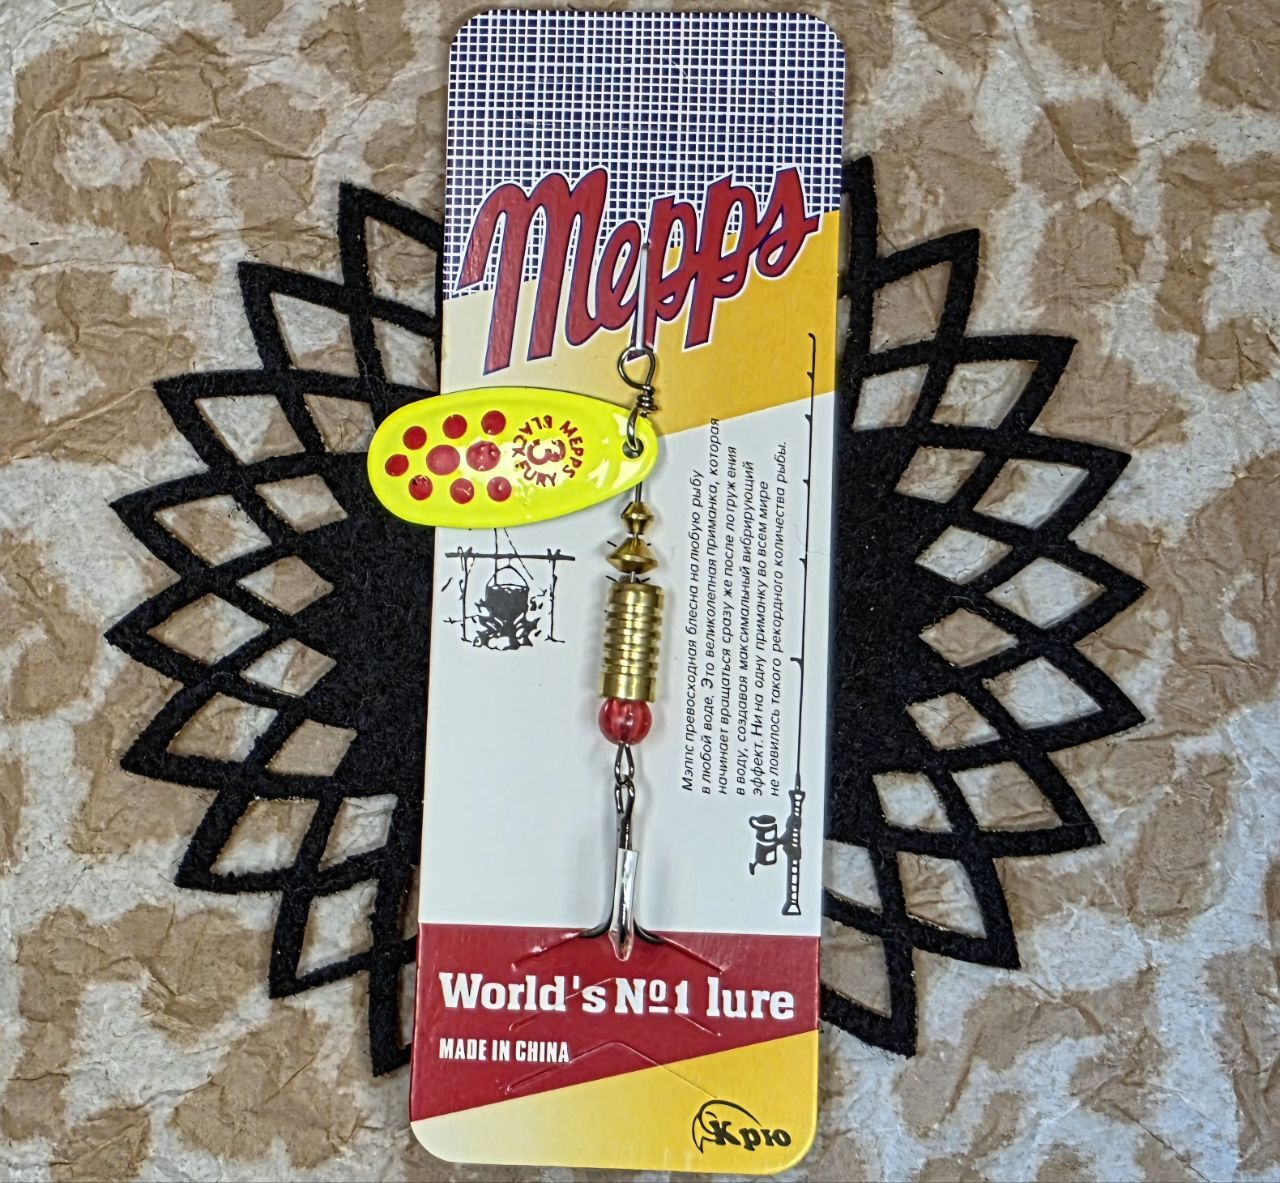 Mepps
MEPPS
3
BLACK FURY
Мэппс превосходная блесна на любую рыбу
в любой воде. Это великолепная приманка, которая
начинает вращаться сразу же после погружения
в воду, создавая максимальный вибрирующий
эффект. Ни на одну приманку во всем мире
не ловилось такого рекордного количества рыбы.
World's №1 lure
MADE IN CHINA
Kpio